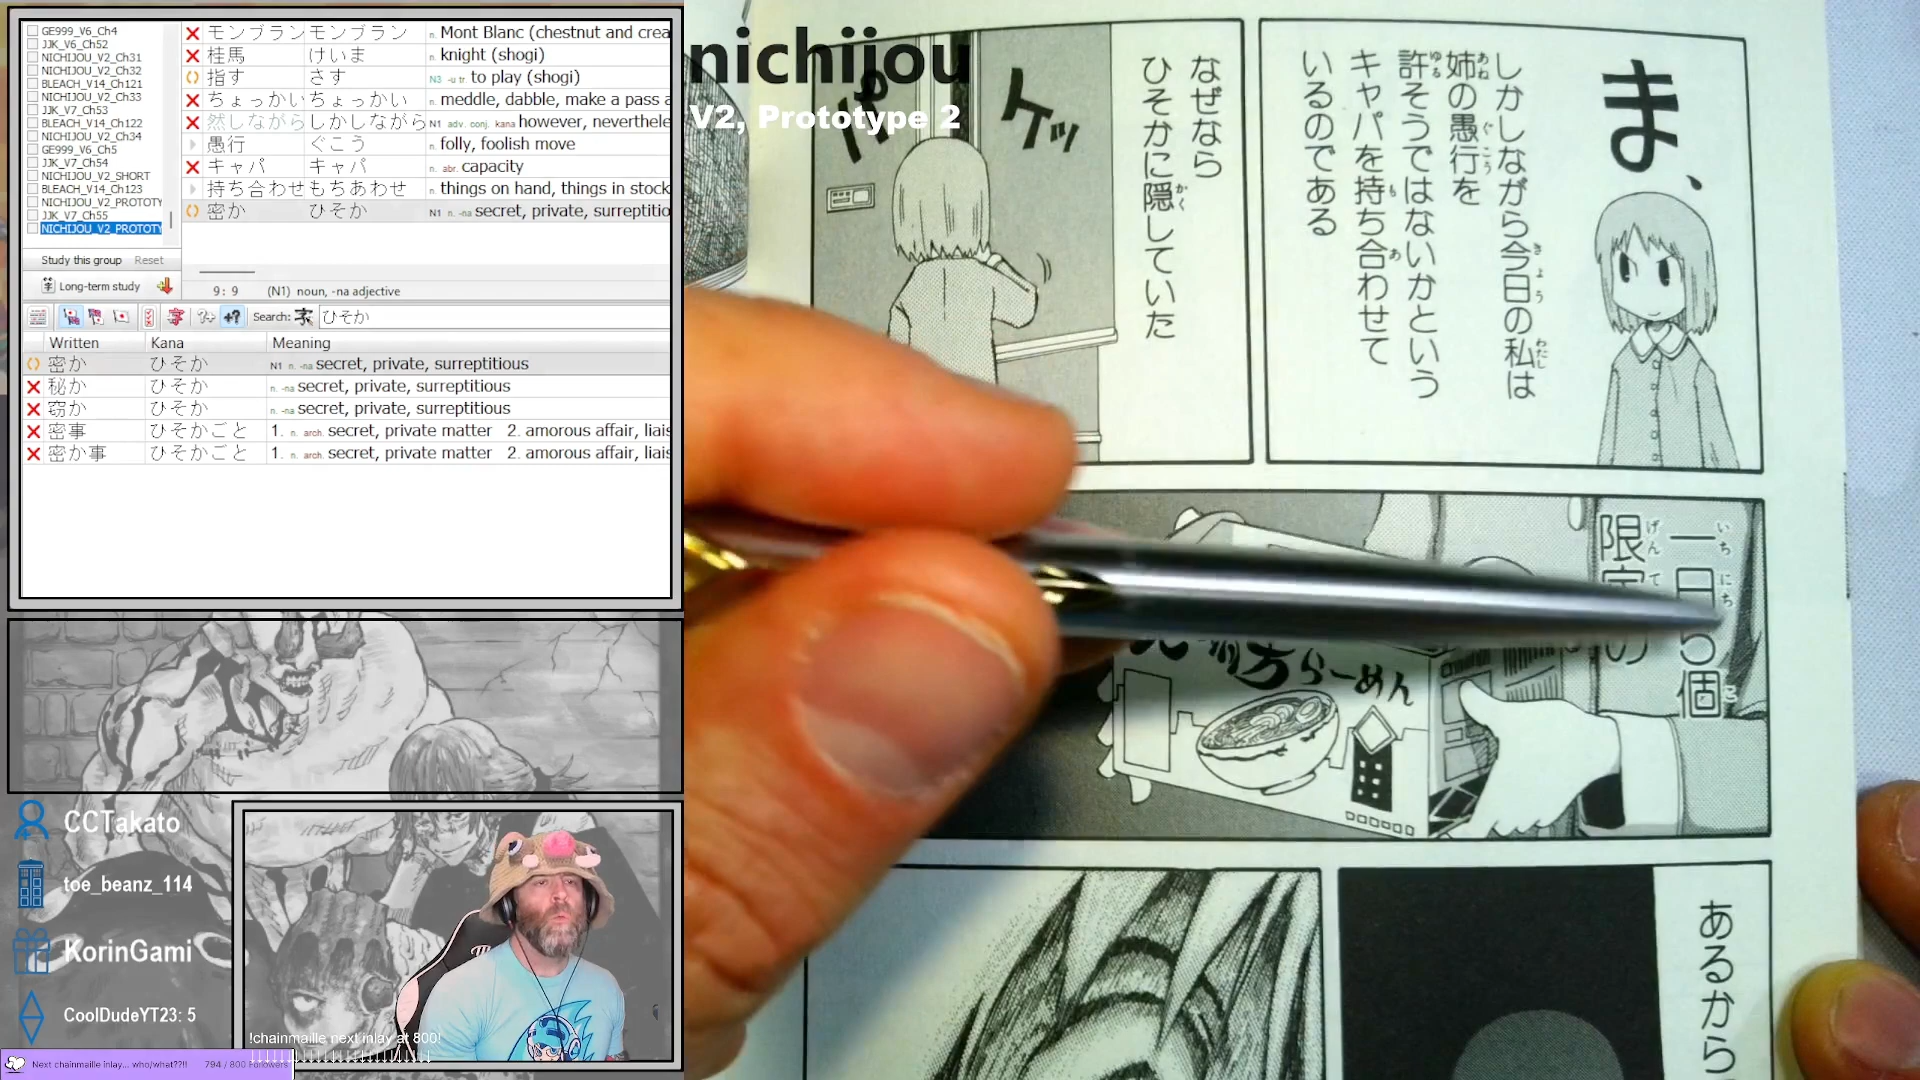 GE999_V6_Ch4
JJK_V6_Ch52
NICHIJOU_V2_Ch31
NICHIJOU_V2_Ch32
BLEACH_V14_Ch121
NICHIJOU_V2_Ch33
JJK_V7_Ch53
BLEACH_V14_Ch122
NICHIJOU_V2_Ch34
GE999_V6_Ch5
JJK_V7_Ch54
NICHIJOU_V2_SHORT
BLEACH_V14_Ch123
NICHIJOU_V2_PROTOTY
JJK_V7_Ch55
NICHIJOU_V2_PROTOTY
Study this group Reset
Long-term study
モンブラン モンブラン n. Mont Blanc (chestnut and crea
桂馬 けいま n. knight (shogi)
指す さす N3 -u tr. to play (shogi)
ちょっかい ちょっかい n. meddle, dabble, make a pass a
然しながら しかしながら N1 adv. conj. kana however, neverthele
愚行 ぐこう n. folly, foolish move
キャパ キャパ n. abr. capacity
持ち合わせ もちあわせ n. things on hand, things in stock
密か ひそか N1 n. -na secret, private, surreptitio
9: 9 (N1) noun, -na adjective
Search: 字 ひそか
Written Kana Meaning
密か ひそか N1 n. -na secret, private, surreptitious
秘か ひそか n. -na secret, private, surreptitious
窃か ひそか n. -na secret, private, surreptitious
密事 ひそかごと 1. n. arch. secret, private matter 2. amorous affair, liais
密か事 ひそかごと 1. n. arch. secret, private matter 2. amorous affair, liais
nichijou
V2, Prototype 2
ま、
しかしながら今日の私は
姉の愚行を
許そうではないかという
キャパを持ち合わせて
いるのである
なぜなら
ひそかに隠していた
パ
ケッ
一日5個
限定の
方らーめん
あるから
CCTakato
toe_beanz_114
KorinGami
CoolDudeYT23: 5
!chainmaille next inlay at 800!
Next chainmaille inlay... who/what??!! 794 / 800 Followers